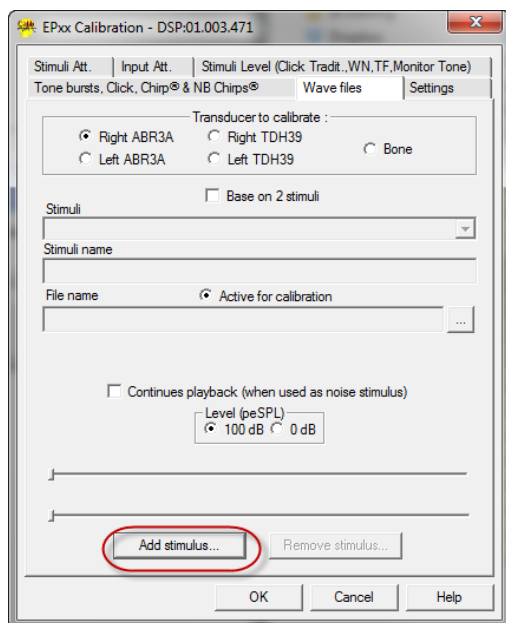 EPxx Calibration - DSP:01.003.471
Stimuli Att. Input Att. Stimuli Level (Click Tradit.,WN,TF,Monitor Tone)
Tone bursts, Click, Chirp® & NB Chirps® Wave files Settings
Transducer to calibrate :
Right ABR3A Right TDH39
Bone
Left ABR3A Left TDH39
Base on 2 stimuli
Stimuli
Stimuli name
File name Active for calibration
...
Continues playback (when used as noise stimulus)
Level (peSPL)
100 dB 0 dB
Add stimulus... Remove stimulus...
OK Cancel Help